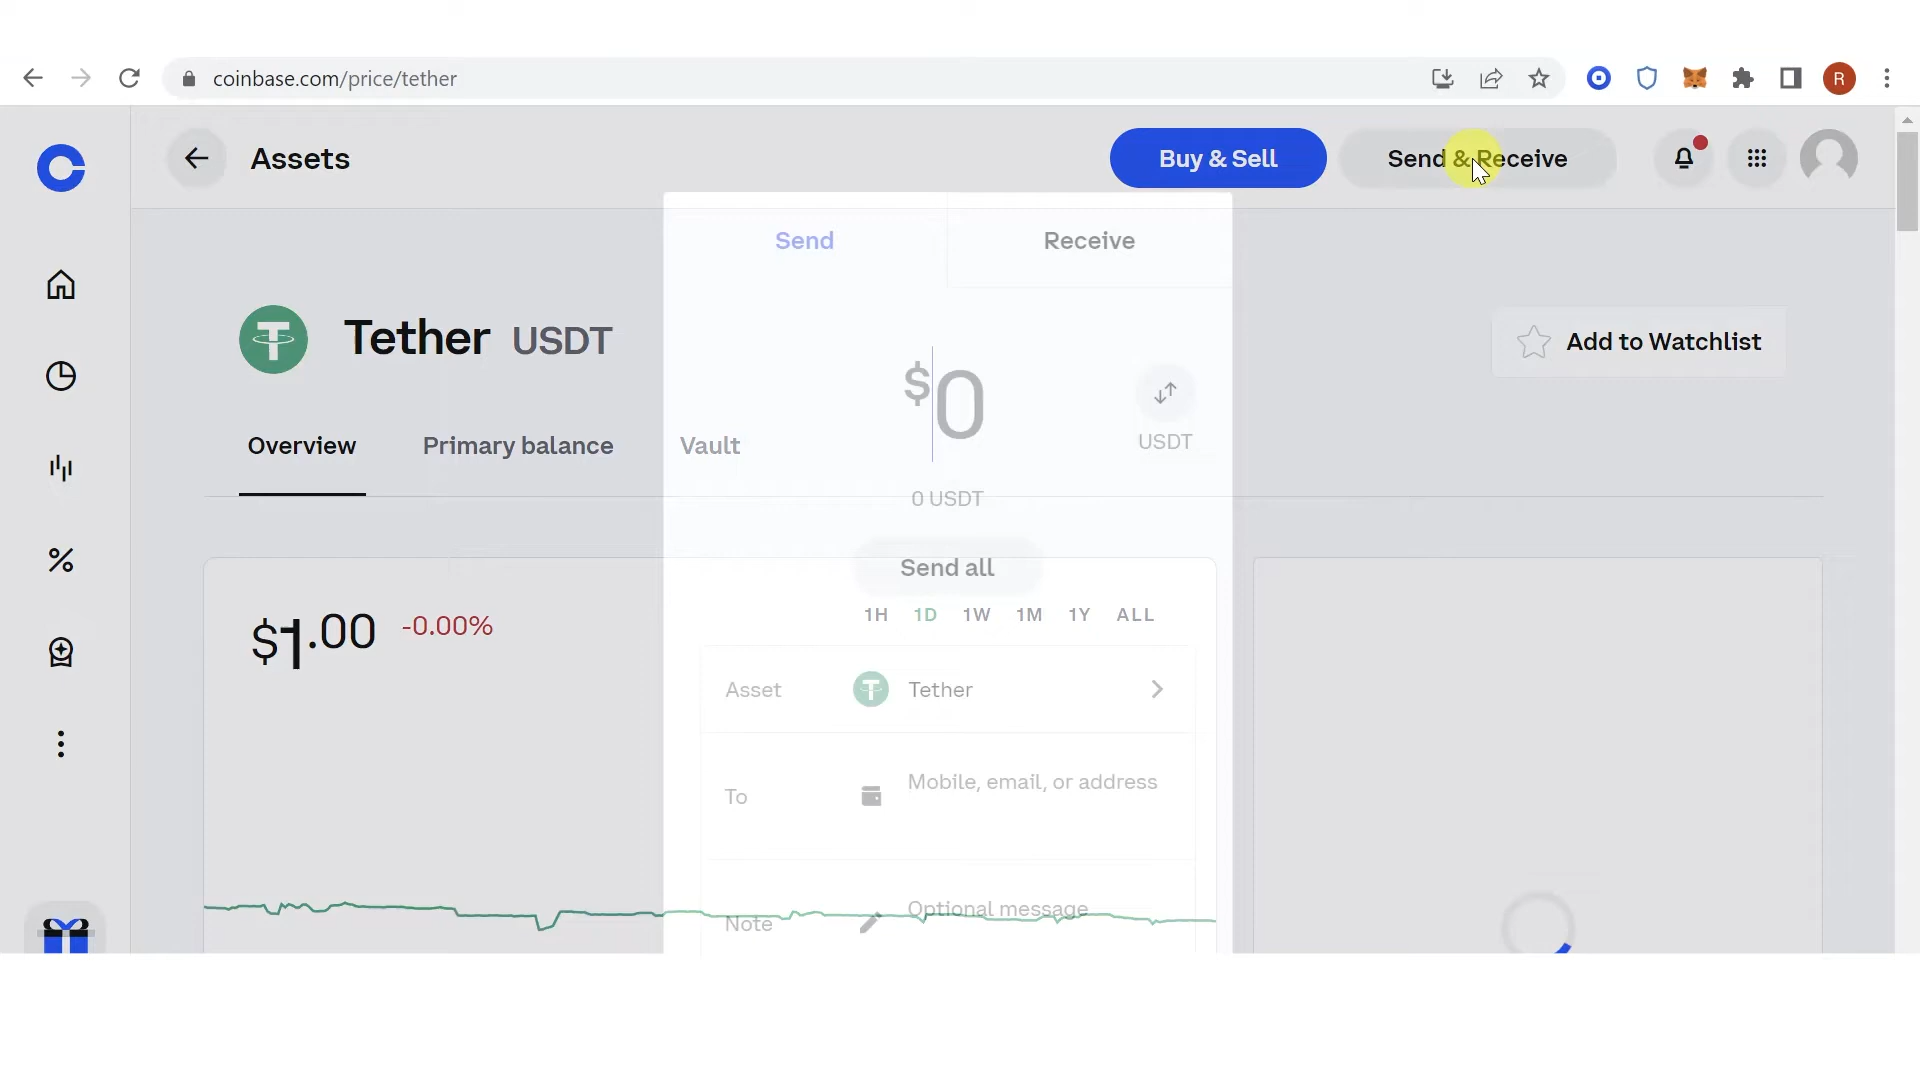 coinbase.com/price/tether
R
Assets
Buy & Sell
Send & Receive
Send
Receive
Tether USDT
Add to Watchlist
$0
USDT
Overview
Primary balance
Vault
0 USDT
Send all
$1.00
-0.00%
1H
1D
1W
1M
1Y
ALL
Asset
Tether
To
Mobile, email, or address
Note
Optional message